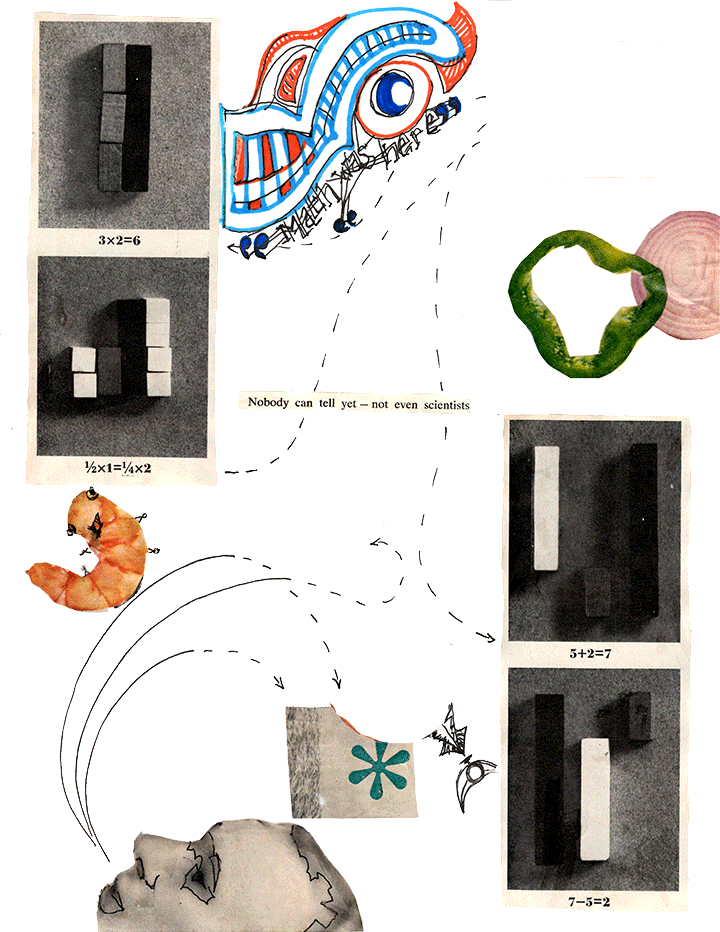 Math was here
3×2=6
½×1=¼×2
Nobody can tell yet – not even scientists
5+2=7
7–5=2